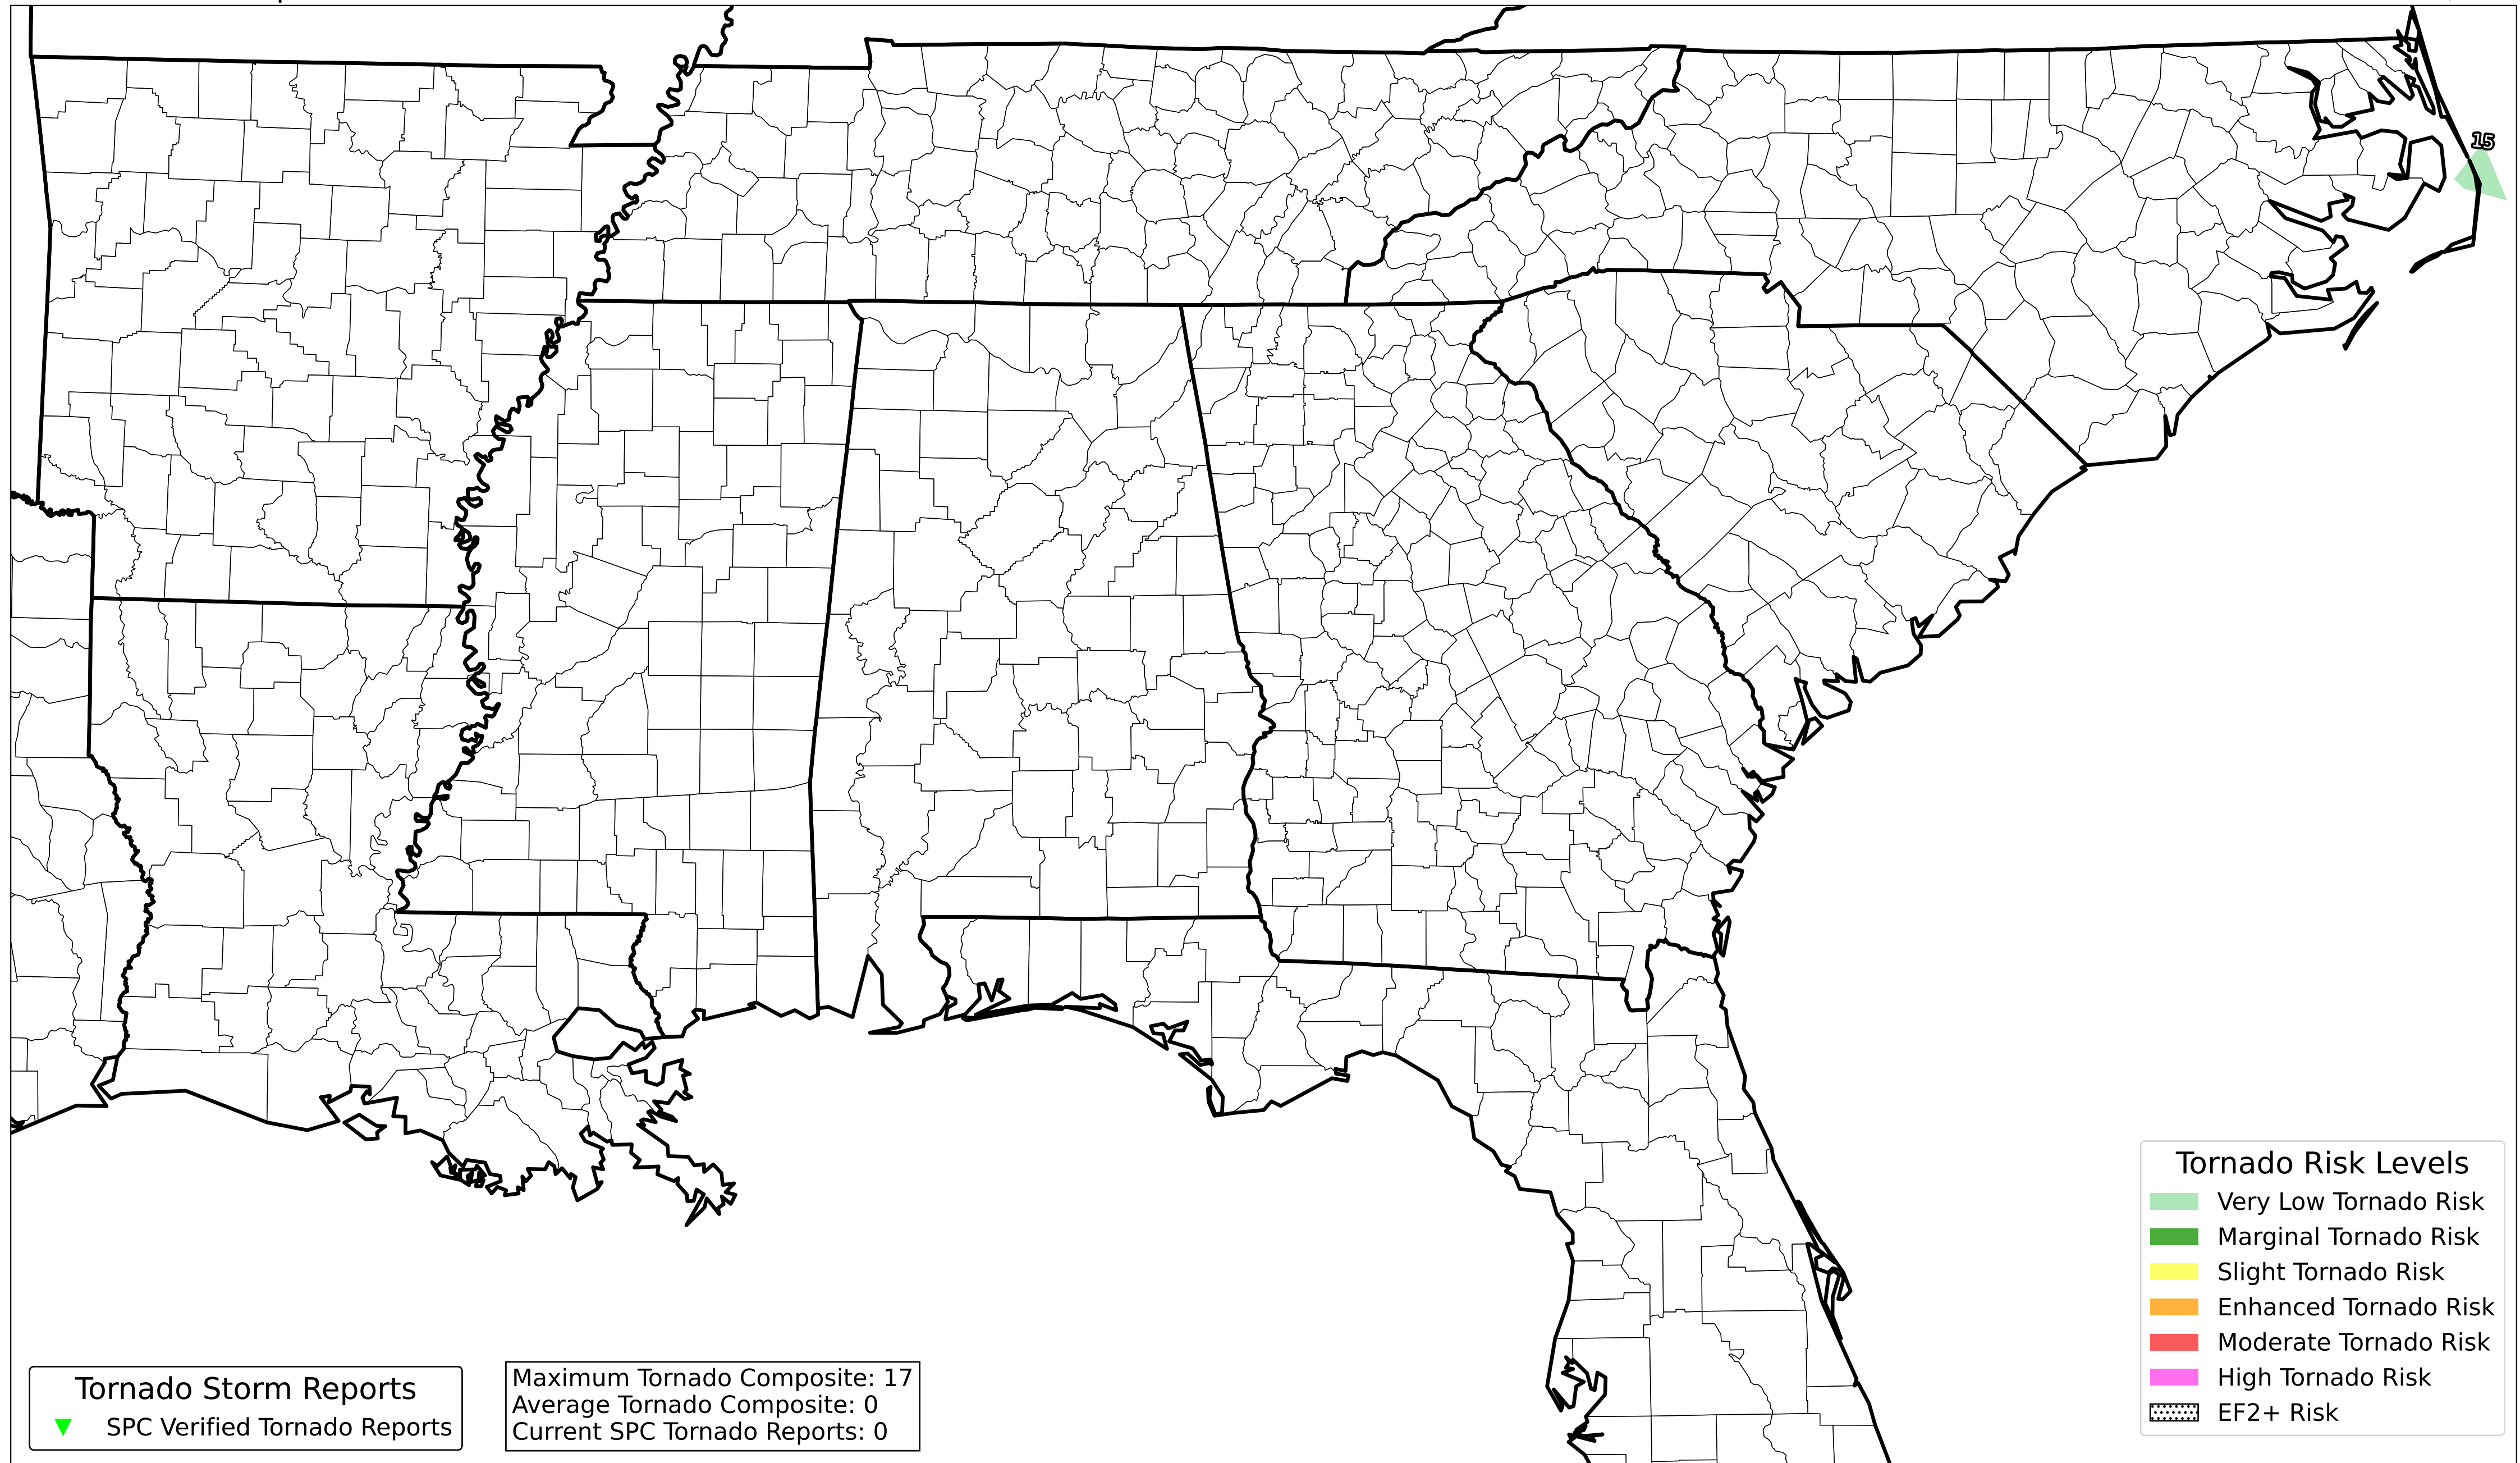 15
Tornado Risk Levels
Very Low Tornado Risk
Marginal Tornado Risk
Slight Tornado Risk
Enhanced Tornado Risk
Moderate Tornado Risk
High Tornado Risk
EF2+ Risk
Tornado Storm Reports
SPC Verified Tornado Reports
Maximum Tornado Composite: 17
Average Tornado Composite: 0
Current SPC Tornado Reports: 0